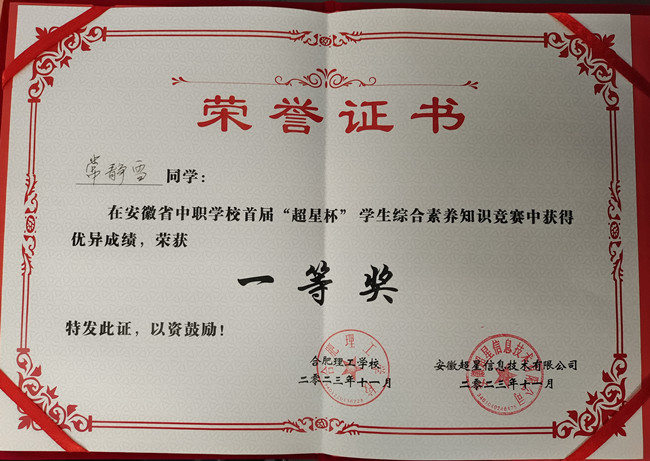 荣誉证书
常静雪 同学：
在安徽省中职学校首届“超星杯”学生综合素养知识竞赛中获得
优异成绩，荣获
一等奖
特发此证，以资鼓励！
合肥理工学校 安徽超星信息技术有限公司
二〇二三年十一月 二〇二三年十一月